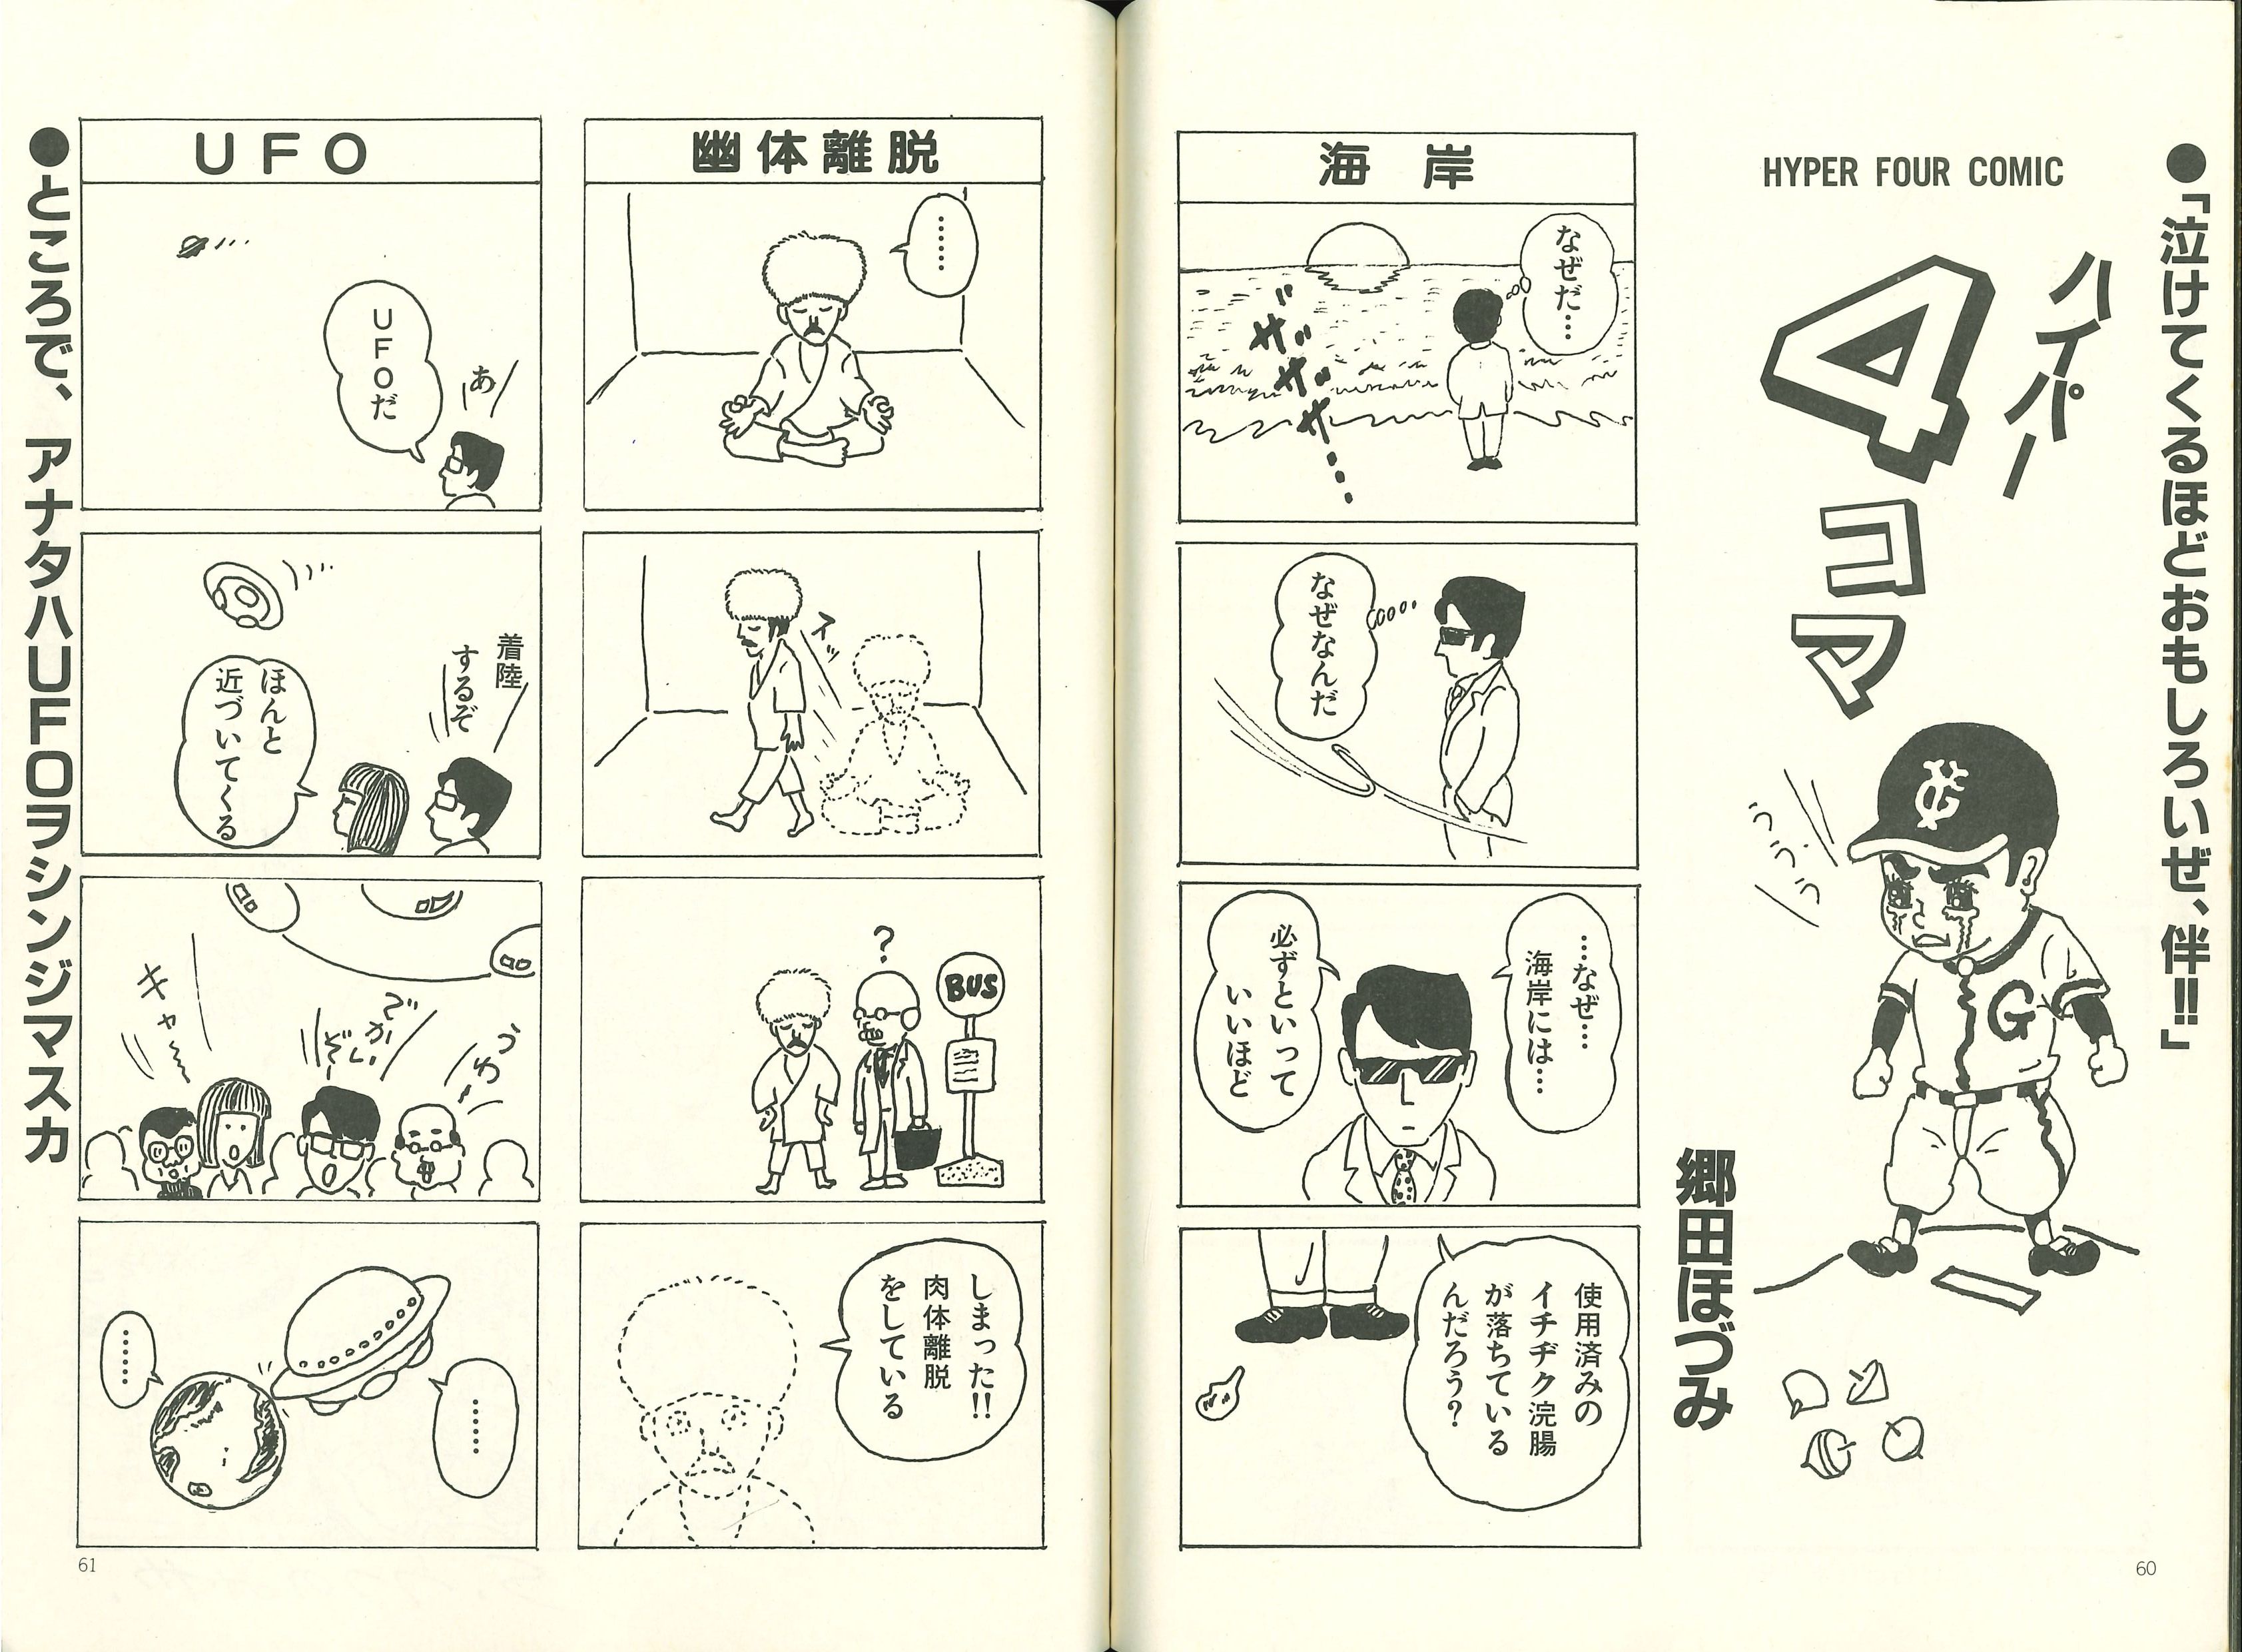 ●「泣けてくるほどおもしろいぜ、伴!!」
HYPER FOUR COMIC
ハイパー
4コマ
うぅ、う
郷田ほづみ
海岸
なぜだ…
ザザザ……
なぜなんだ
…なぜ…
海岸には…
必ずといって
いいほど
使用済みの
イチヂク浣腸
が落ちている
んだろう?
60
幽体離脱
……
スーッ
?
BUS
しまった!!
肉体離脱
をしている
UFO
あ
UFOだ
着陸
するぞ
ほんと
近づいてくる
うわー
でかい
ぞ
キャー
……
……
●ところで、アナタハUFOヲシンジマスカ
61